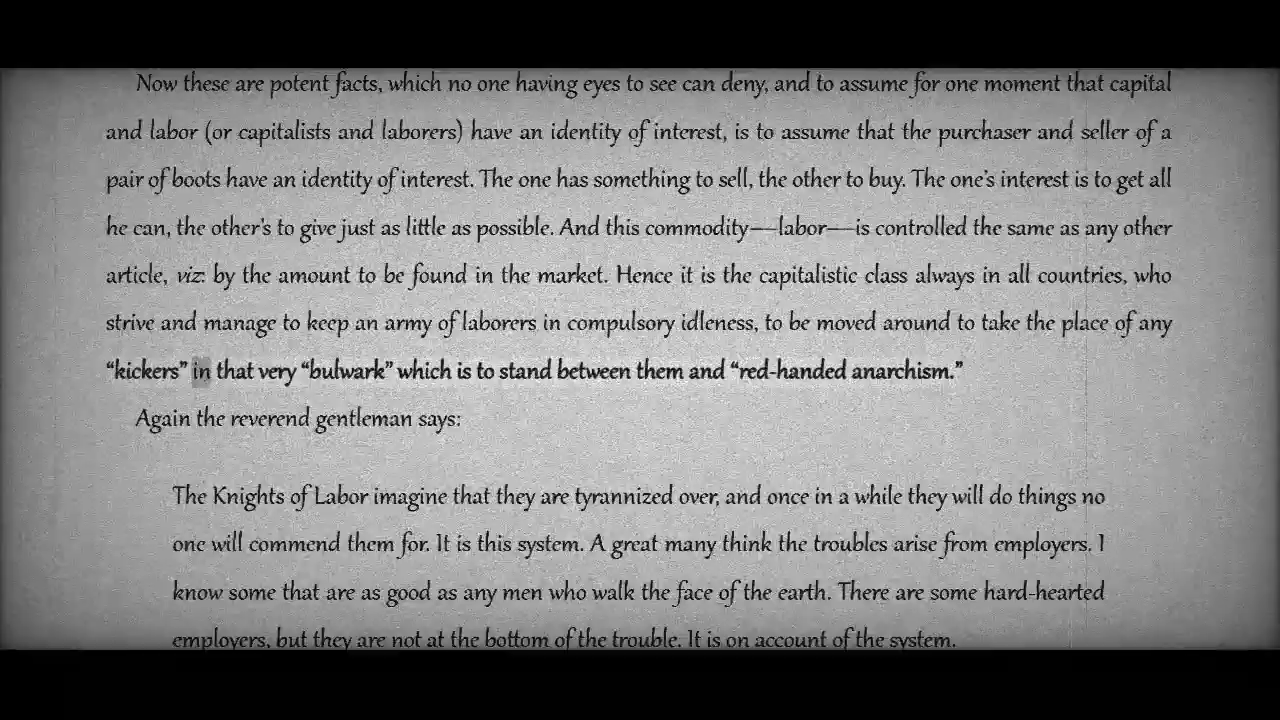 Now these are potent facts, which no one having eyes to see can deny, and to assume for one moment that capital
and labor (or capitalists and laborers) have an identity of interest, is to assume that the purchaser and seller of a
pair of boots have an identity of interest. The one has something to sell, the other to buy. The one's interest is to get all
he can, the other's to give just as little as possible. And this commodity—labor—is controlled the same as any other
article, viz: by the amount to be found in the market. Hence it is the capitalistic class always in all countries, who
strive and manage to keep an army of laborers in compulsory idleness, to be moved around to take the place of any
“kickers” in that very “bulwark” which is to stand between them and “red-handed anarchism.”
Again the reverend gentleman says:
The Knights of Labor imagine that they are tyrannized over, and once in a while they will do things no
one will commend them for. It is this system. A great many think the troubles arise from employers. I
know some that are as good as any men who walk the face of the earth. There are some hard-hearted
employers, but they are not at the bottom of the trouble. It is on account of the system.